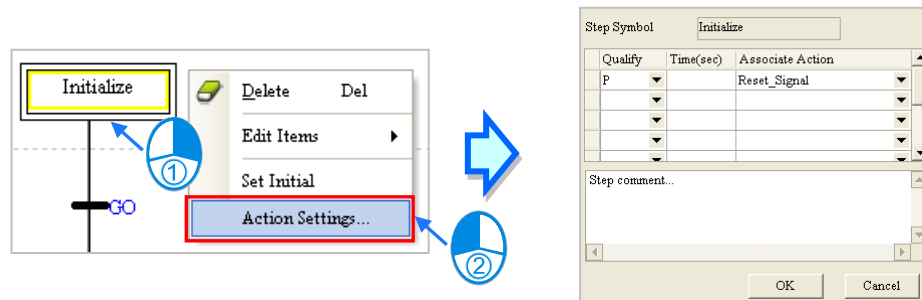 Initialize
GO
①
Delete Del
Edit Items
Set Initial
Action Settings...
②
Step Symbol Initialize
Qualify Time(sec) Associate Action
P Reset_Signal
Step comment...
OK Cancel